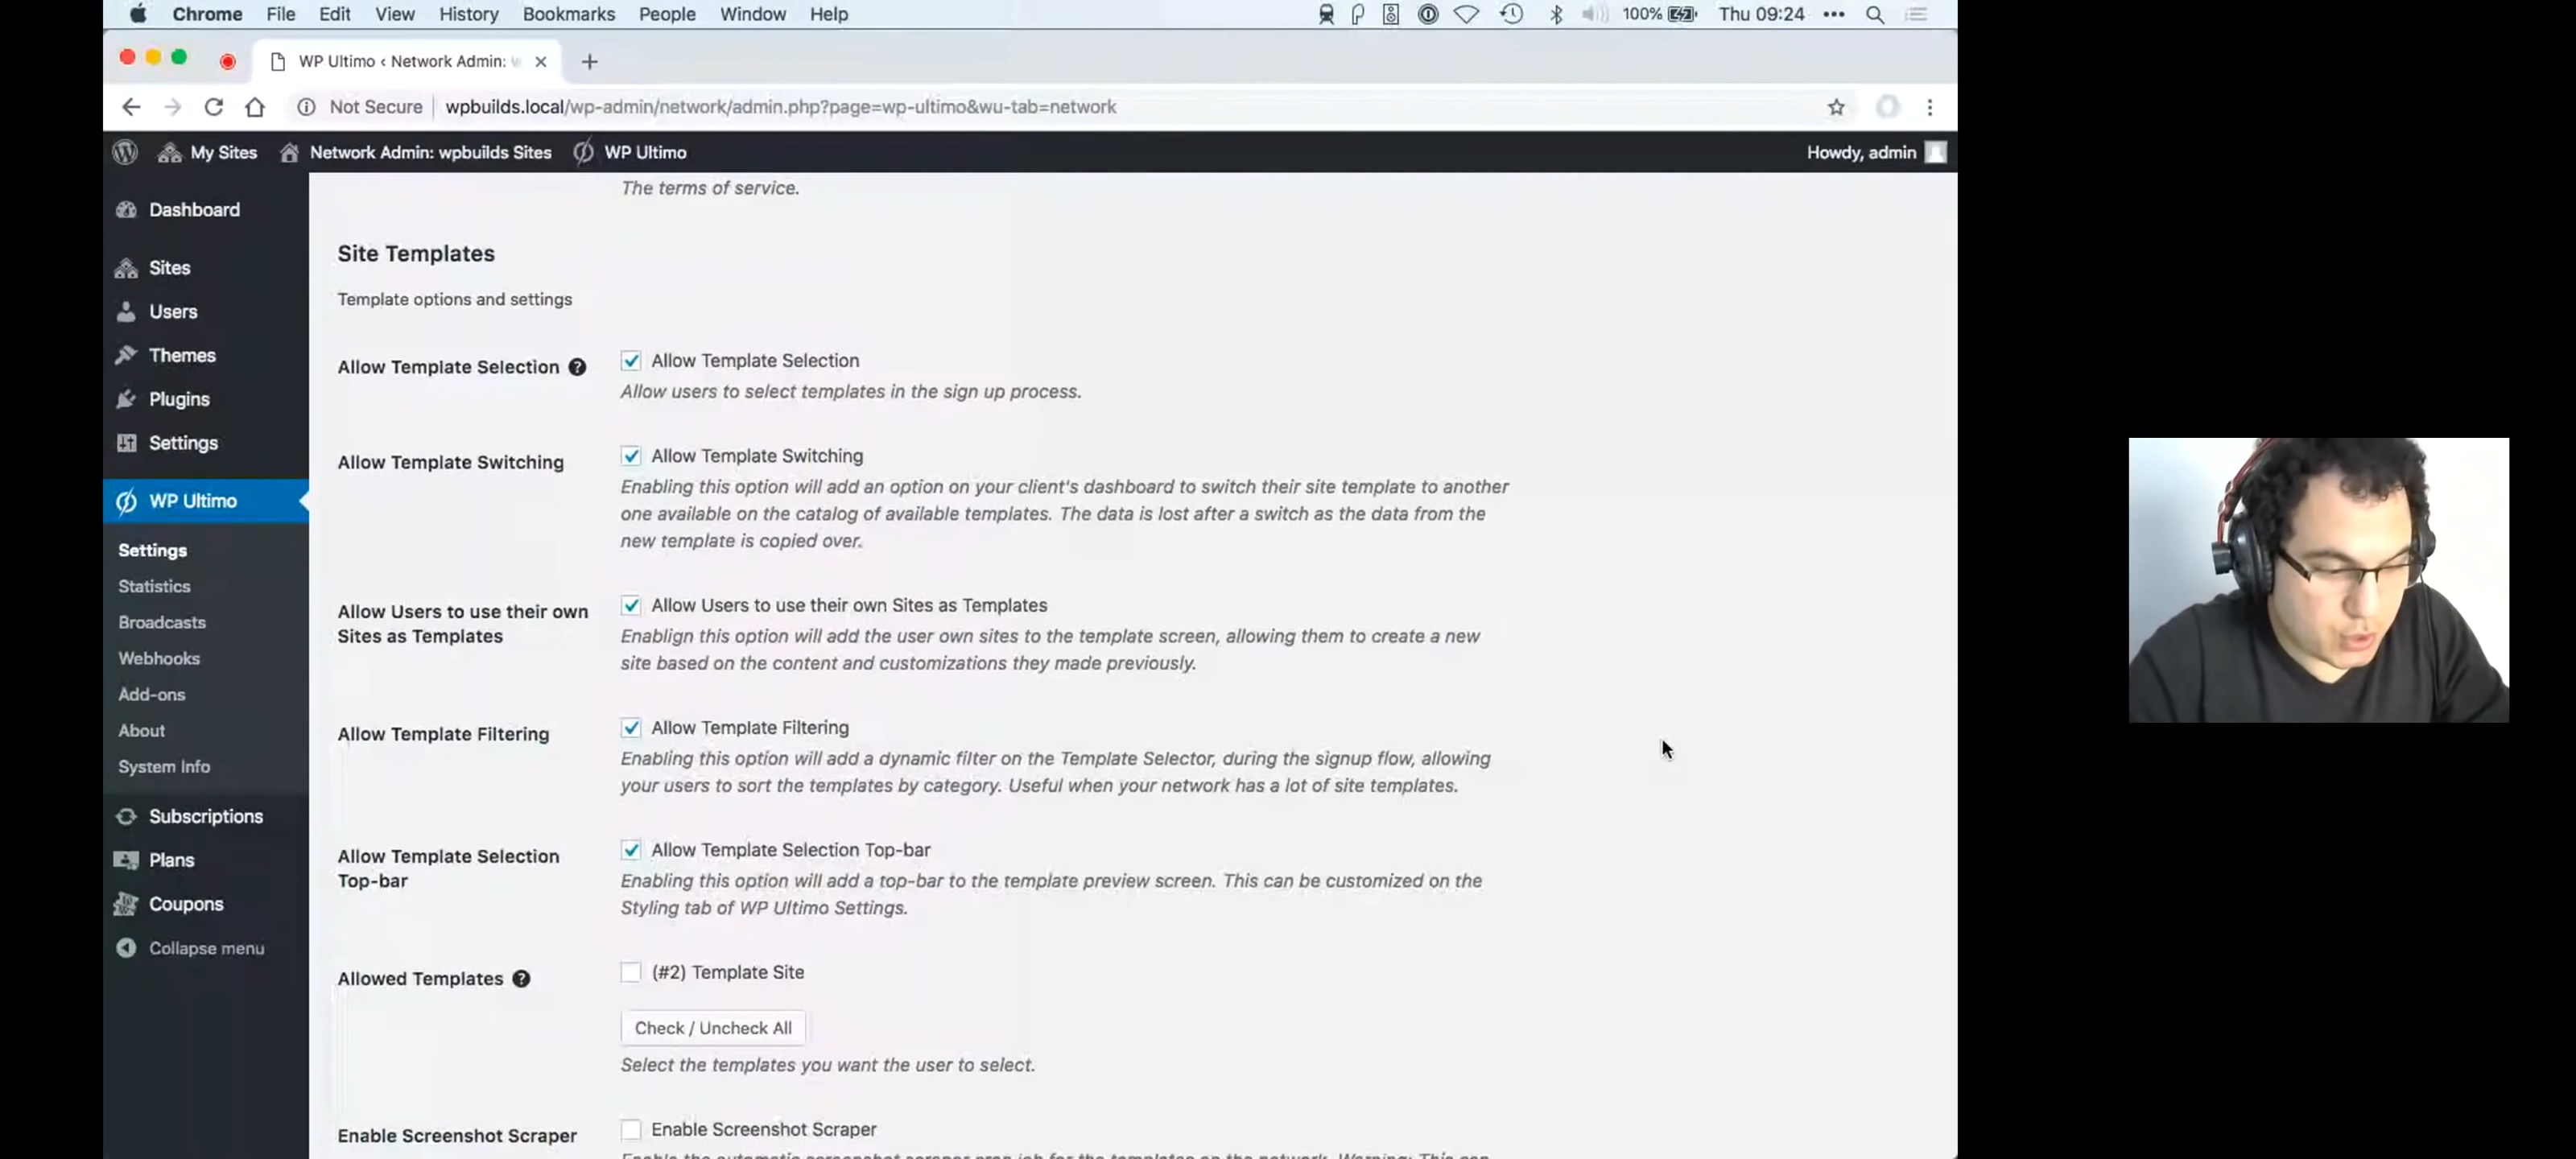 Chrome File Edit View History Bookmarks People Window Help 100% Thu 09:24
WP Ultimo ‹ Network Admin:
Not Secure wpbuilds.local/wp-admin/network/admin.php?page=wp-ultimo&wu-tab=network
My Sites Network Admin: wpbuilds Sites WP Ultimo Howdy, admin
Dashboard
Sites
Users
Themes
Plugins
Settings
WP Ultimo
Settings
Statistics
Broadcasts
Webhooks
Add-ons
About
System Info
Subscriptions
Plans
Coupons
Collapse menu
The terms of service.
Site Templates
Template options and settings
Allow Template Selection
Allow Template Selection
Allow users to select templates in the sign up process.
Allow Template Switching
Allow Template Switching
Enabling this option will add an option on your client's dashboard to switch their site template to another
one available on the catalog of available templates. The data is lost after a switch as the data from the
new template is copied over.
Allow Users to use their own
Sites as Templates
Allow Users to use their own Sites as Templates
Enablign this option will add the user own sites to the template screen, allowing them to create a new
site based on the content and customizations they made previously.
Allow Template Filtering
Allow Template Filtering
Enabling this option will add a dynamic filter on the Template Selector, during the signup flow, allowing
your users to sort the templates by category. Useful when your network has a lot of site templates.
Allow Template Selection
Top-bar
Allow Template Selection Top-bar
Enabling this option will add a top-bar to the template preview screen. This can be customized on the
Styling tab of WP Ultimo Settings.
Allowed Templates
(#2) Template Site
Check / Uncheck All
Select the templates you want the user to select.
Enable Screenshot Scraper
Enable Screenshot Scraper